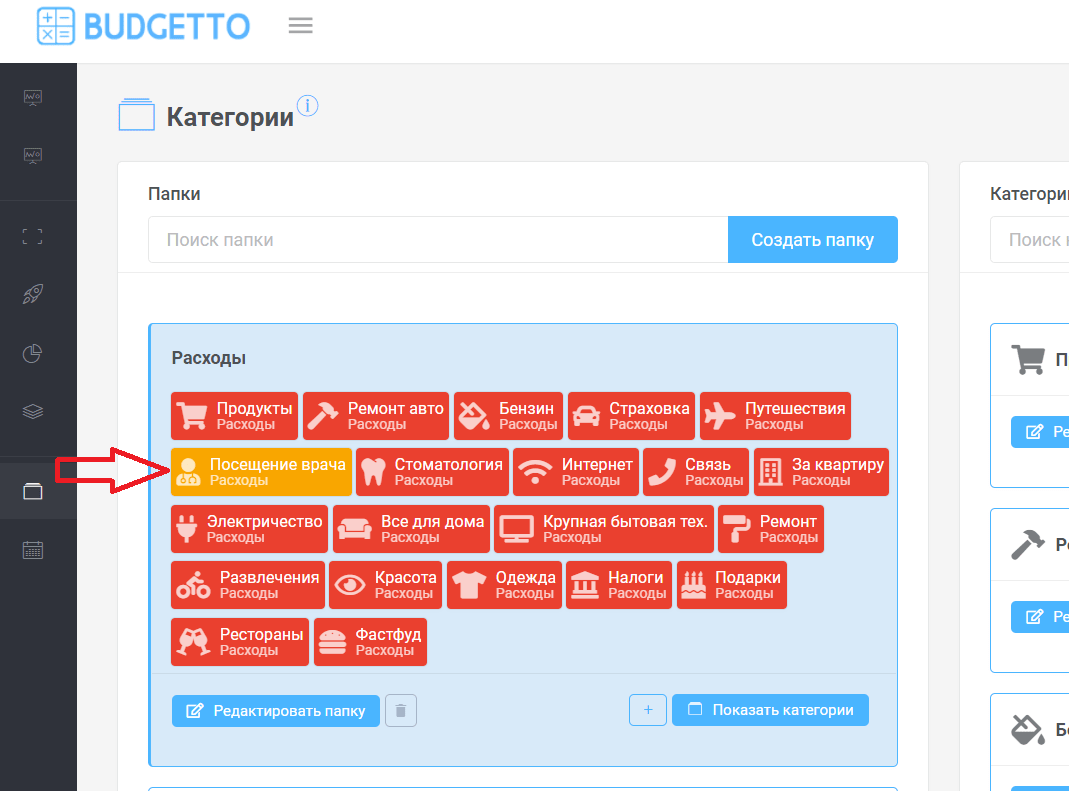 BUDGETTO
Категории
Папки
Поиск папки
Создать папку
Расходы
Продукты
Расходы
Ремонт авто
Расходы
Бензин
Расходы
Страховка
Расходы
Путешествия
Расходы
Посещение врача
Расходы
Стоматология
Расходы
Интернет
Расходы
Связь
Расходы
За квартиру
Расходы
Электричество
Расходы
Все для дома
Расходы
Крупная бытовая тех.
Расходы
Ремонт
Расходы
Развлечения
Расходы
Красота
Расходы
Одежда
Расходы
Налоги
Расходы
Подарки
Расходы
Рестораны
Расходы
Фастфуд
Расходы
Редактировать папку
+
Показать категории
Категори
Поиск
П
Ре
Р
Ре
Б